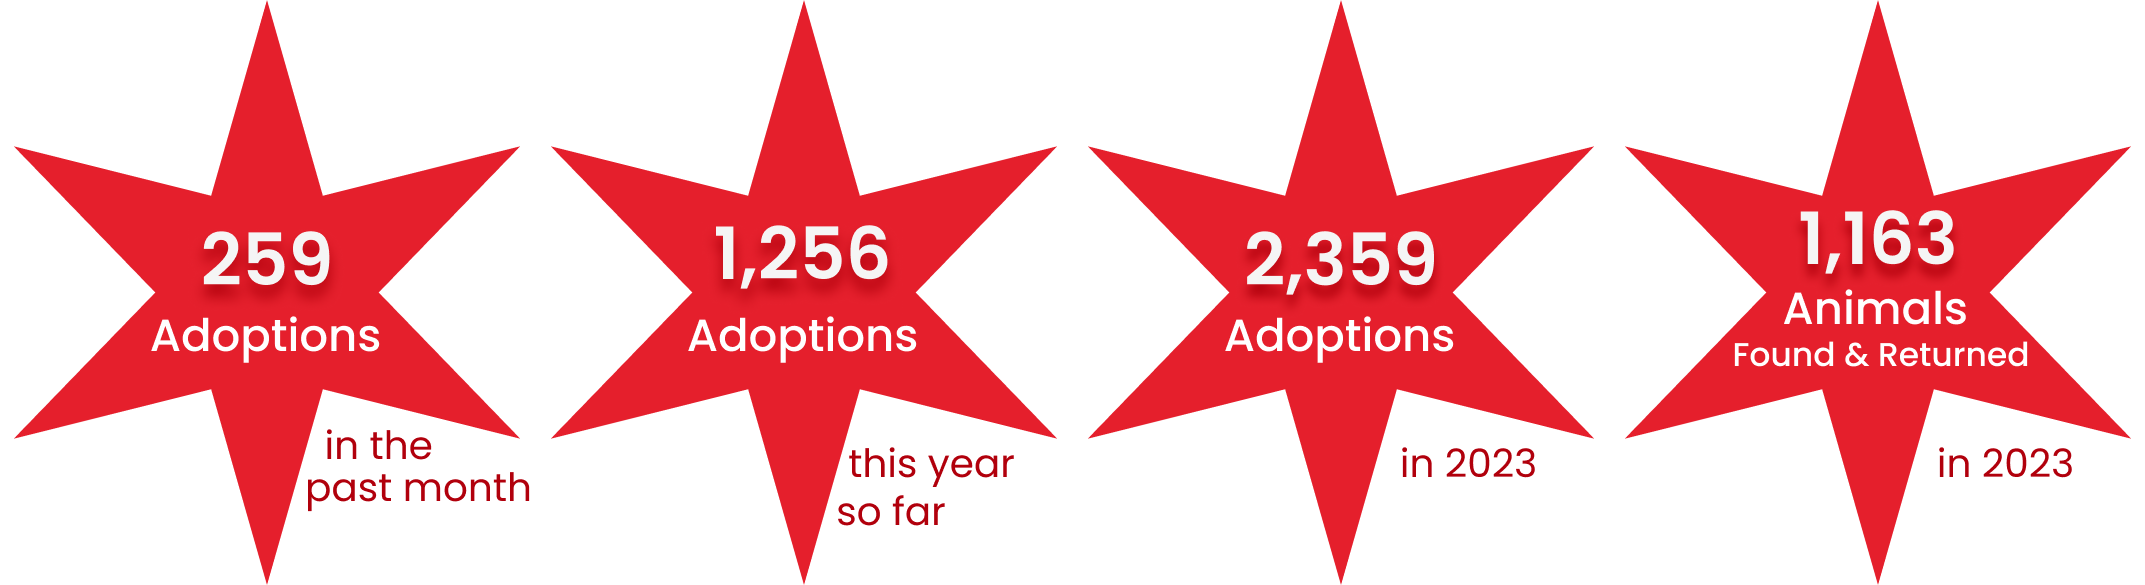 259
Adoptions
in the
past month
1,256
Adoptions
this year
so far
2,359
Adoptions
in 2023
1,163
Animals
Found & Returned
in 2023